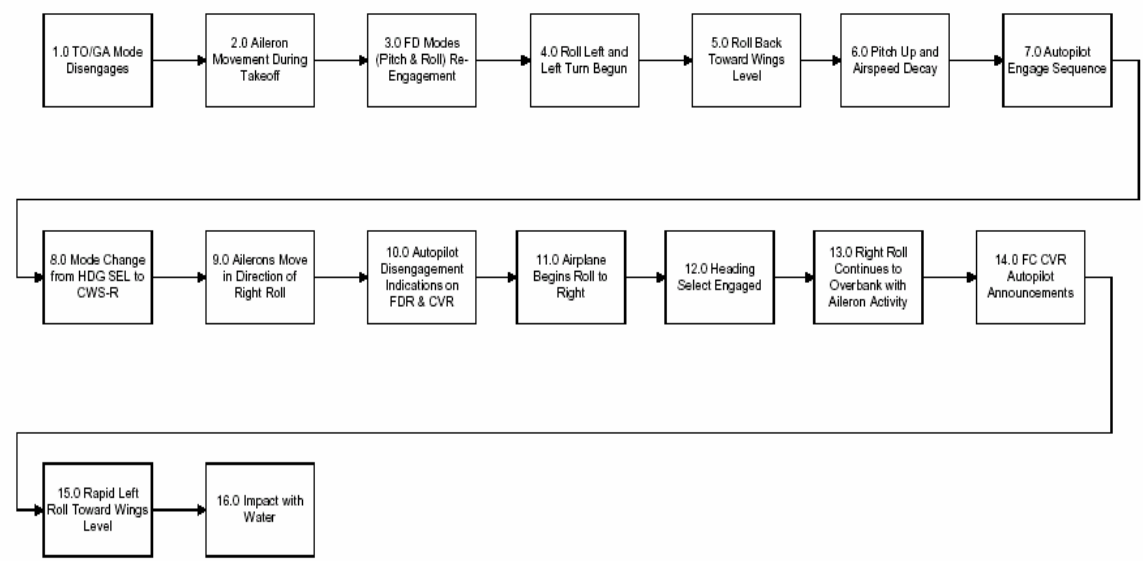 1.0 TO/GA Mode
Disengages
2.0 Aileron
Movement During
Takeoff
3.0 FD Modes
(Pitch & Roll) Re-
Engagement
4.0 Roll Left and
Left Turn Begun
5.0 Roll Back
Toward Wings
Level
6.0 Pitch Up and
Airspeed Decay
7.0 Autopilot
Engage Sequence
8.0 Mode Change
from HDG SEL to
CWS-R
9.0 Ailerons Move
in Direction of
Right Roll
10.0 Autopilot
Disengagement
Indications on
FDR & CVR
11.0 Airplane
Begins Roll to
Right
12.0 Heading
Select Engaged
13.0 Right Roll
Continues to
Overbank with
Aileron Activity
14.0 FC CVR
Autopilot
Announcements
15.0 Rapid Left
Roll Toward Wings
Level
16.0 Impact with
Water